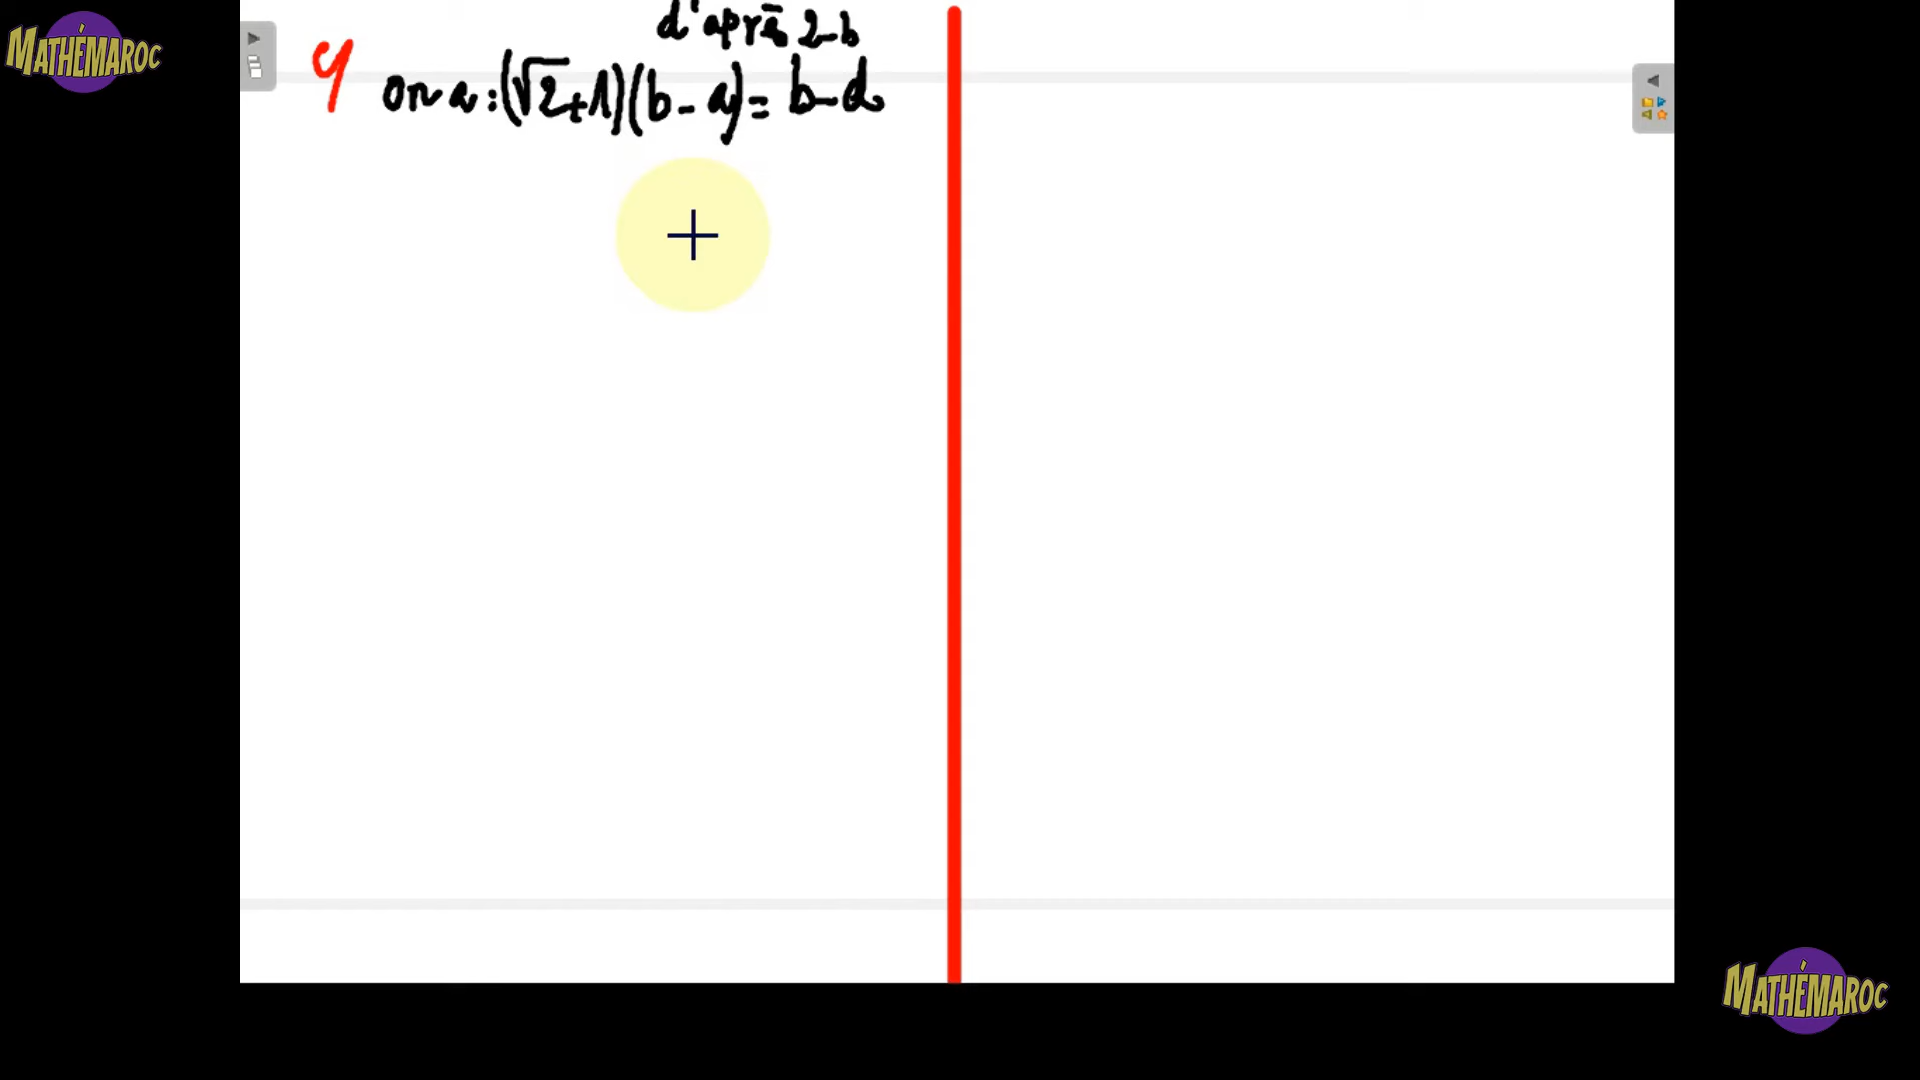 MATHÉMAROC
d'après 2-b
4 on a : (√2+1)(b-a) = b-d
MATHÉMAROC